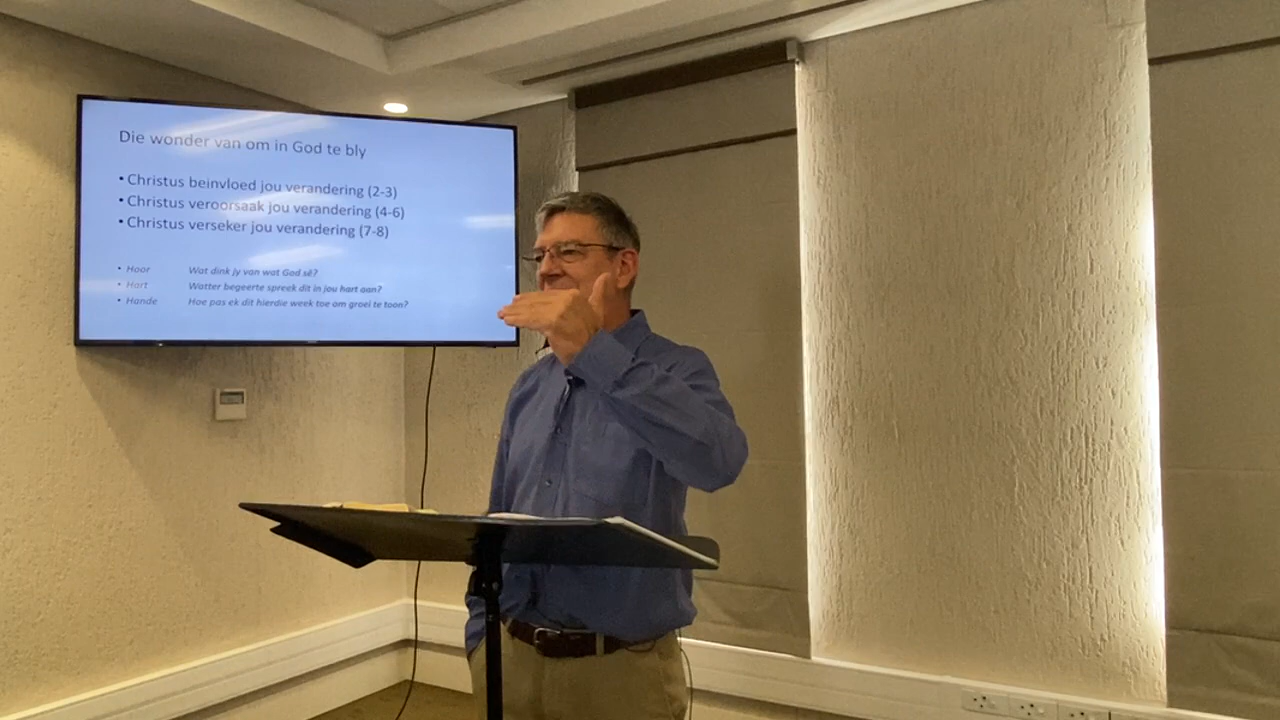 Die wonder van om in God te bly
• Christus beinvloed jou verandering (2-3)
• Christus veroorsaak jou verandering (4-6)
• Christus verseker jou verandering (7-8)
• Hoor Wat dink jy van wat God sê?
• Hart Watter begeerte spreek dit in jou hart aan?
• Hande Hoe pas ek dit hierdie week toe om groei te toon?